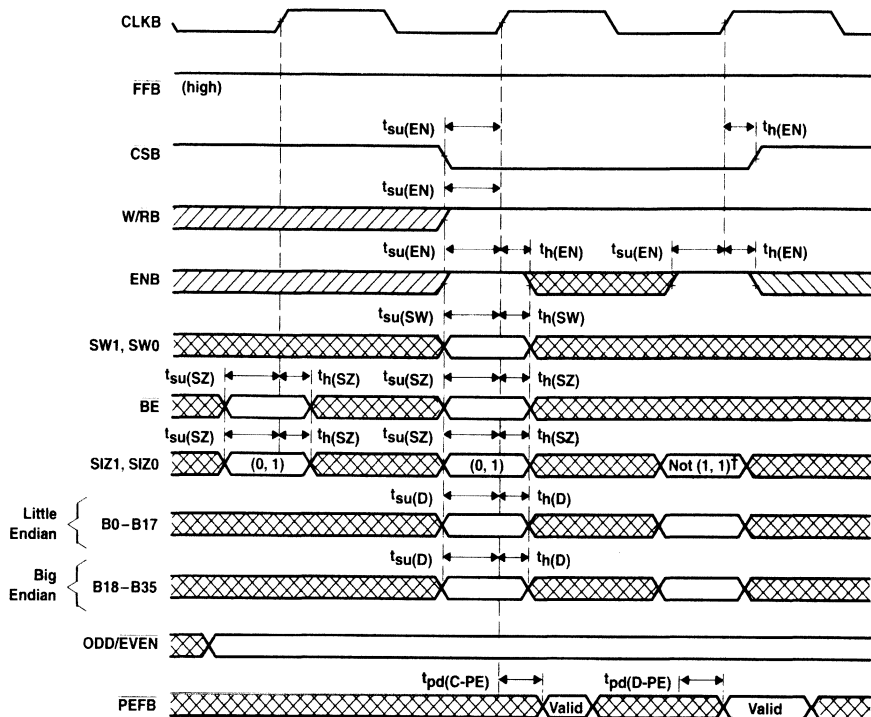 CLKB
FFB (high)
tsu(EN) th(EN)
CSB
tsu(EN)
W/RB
tsu(EN) th(EN) tsu(EN) th(EN)
ENB
tsu(SW) th(SW)
SW1, SW0
tsu(SZ) th(SZ) tsu(SZ) th(SZ)
BE
tsu(SZ) th(SZ) tsu(SZ) th(SZ)
SIZ1, SIZ0 (0, 1) (0, 1) Not (1, 1)†
tsu(D) th(D)
Little Endian B0–B17
tsu(D) th(D)
Big Endian B18–B35
ODD/EVEN
tpd(C-PE) tpd(D-PE)
PEFB Valid Valid